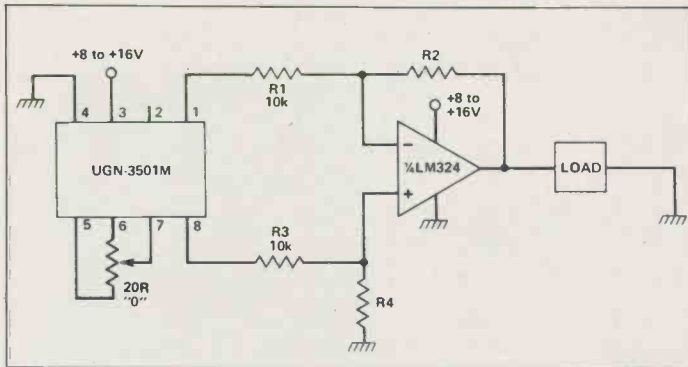 +8 to +16V
R2
R1
10k
4 3 2 1
+8 to
+16V
UGN-3501M
−
¼LM324
+
LOAD
5 6 7 8
R3
10k
20R
"0"
R4